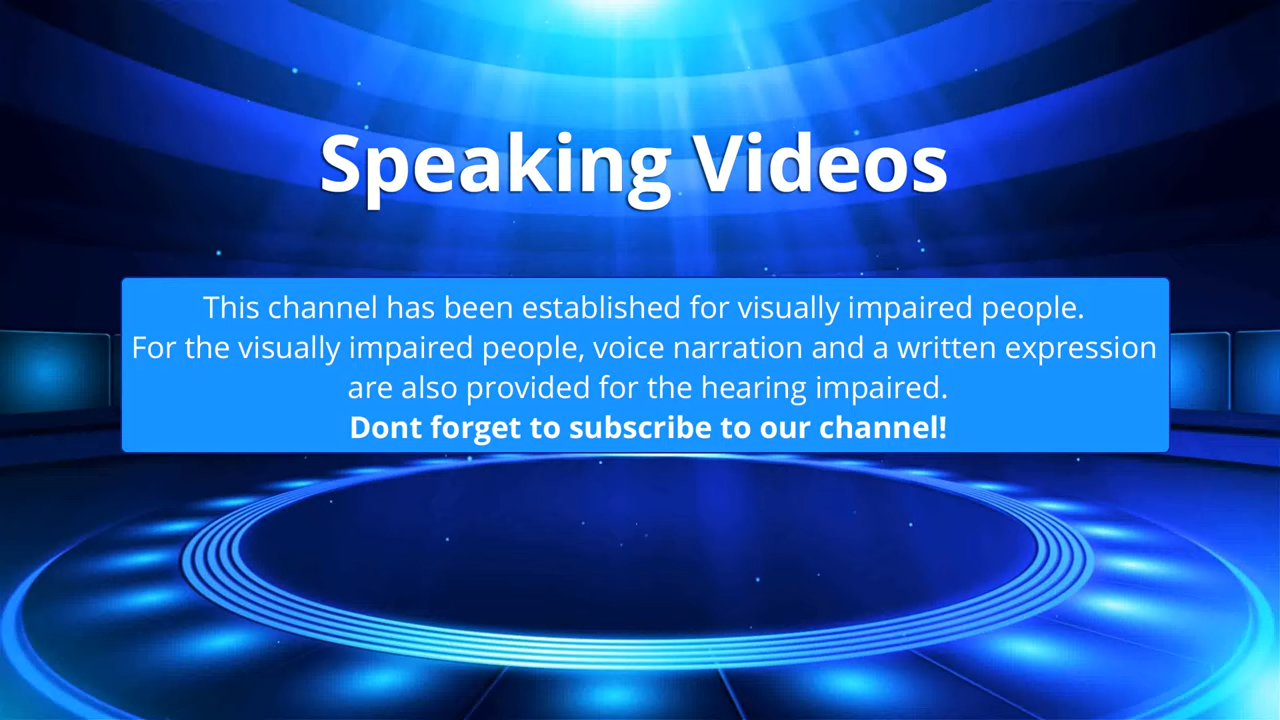 Speaking Videos
This channel has been established for visually impaired people.
For the visually impaired people, voice narration and a written expression
are also provided for the hearing impaired.
Dont forget to subscribe to our channel!